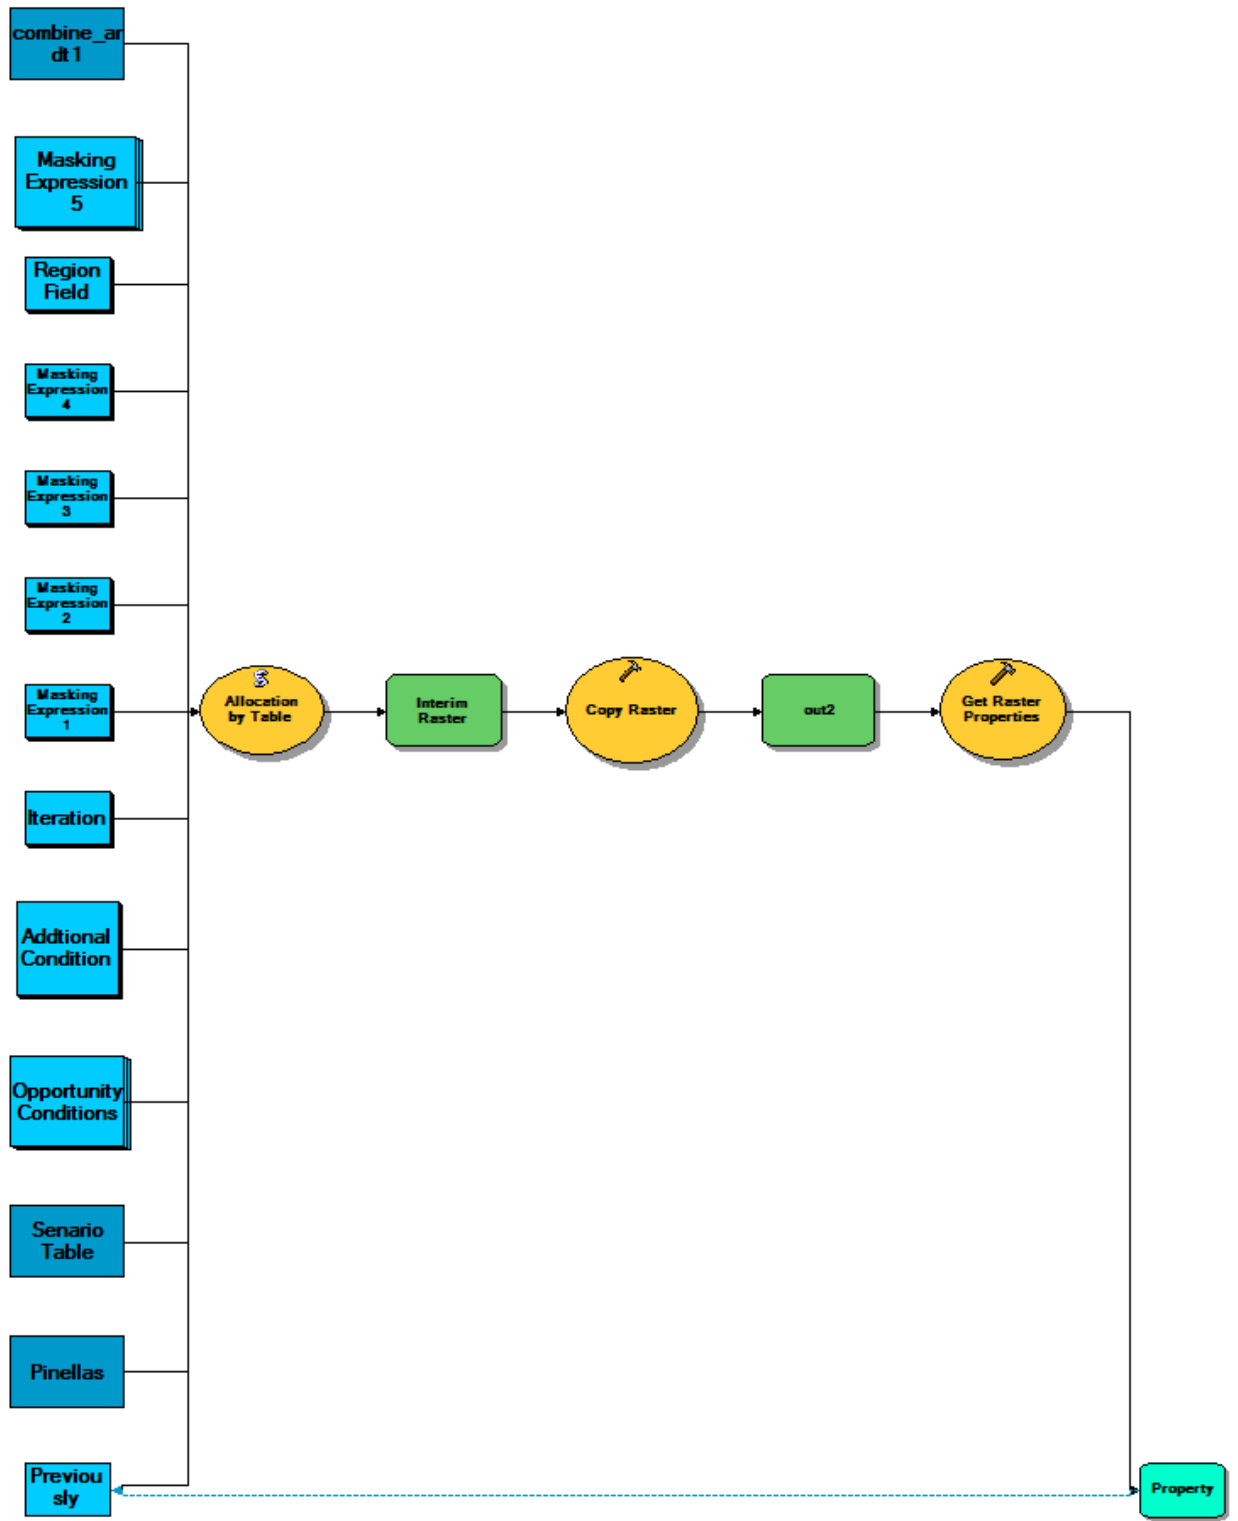 combine_ar
dt1
Masking
Expression
5
Region
Field
Masking
Expression
4
Masking
Expression
3
Masking
Expression
2
Masking
Expression
1
Allocation
by Table
Interim
Raster
Copy Raster
out2
Get Raster
Properties
Iteration
Addtional
Condition
Opportunity
Conditions
Senario
Table
Pinellas
Previou
sly
Property